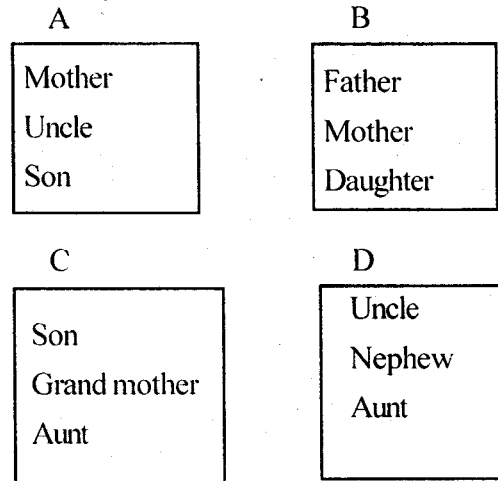 A
Mother
Uncle
Son
B
Father
Mother
Daughter
C
Son
Grand mother
Aunt
D
Uncle
Nephew
Aunt